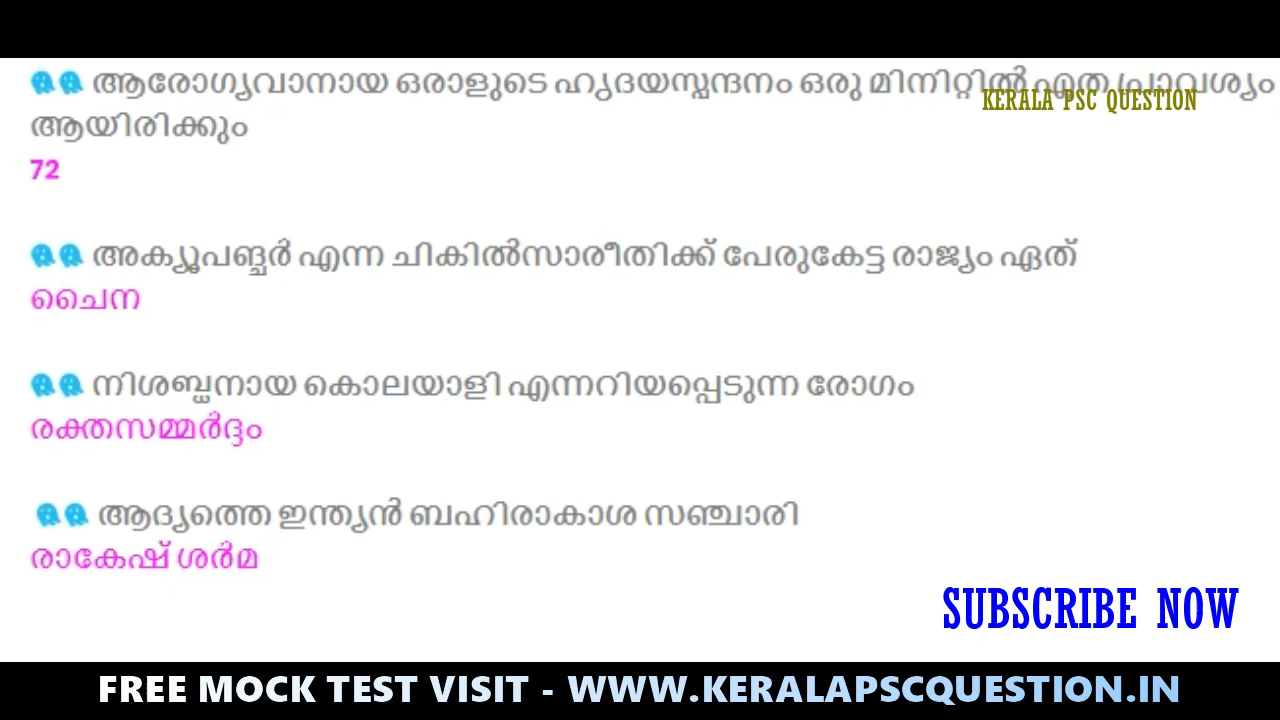 ആരോഗ്യവാനായ ഒരാളുടെ ഹൃദയസ്പന്ദനം ഒരു മിനിറ്റിൽ എത്ര പ്രാവശ്യം
KERALA PSC QUESTION
ആയിരിക്കും
72
അക്യൂപങ്ചർ എന്ന ചികിൽസാരീതിക്ക് പേരുകേട്ട രാജ്യം ഏത്
ചൈന
നിശബ്ദനായ കൊലയാളി എന്നറിയപ്പെടുന്ന രോഗം
രക്തസമ്മർദ്ദം
ആദ്യത്തെ ഇന്ത്യൻ ബഹിരാകാശ സഞ്ചാരി
രാകേഷ് ശർമ
SUBSCRIBE NOW
FREE MOCK TEST VISIT - WWW.KERALAPSCQUESTION.IN